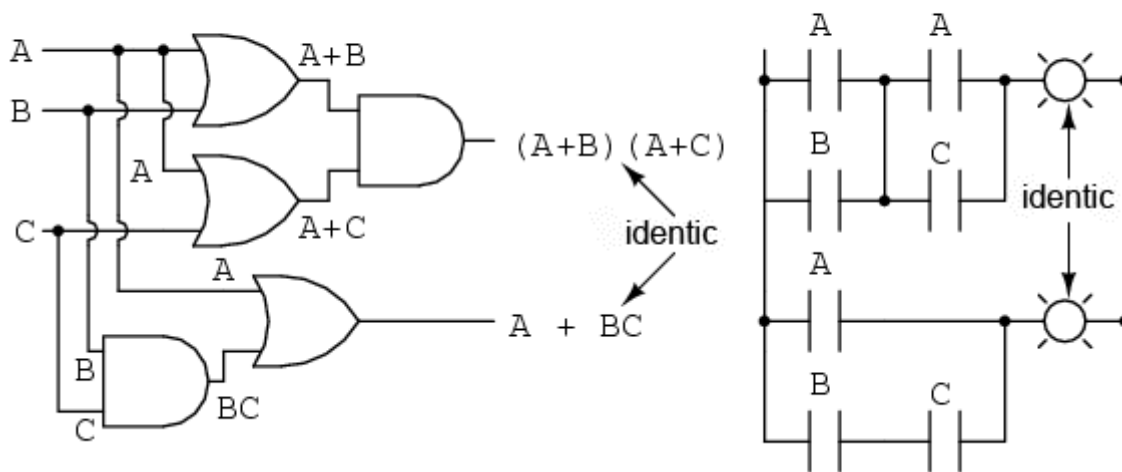 A
B
C
A+B
A
A+C
(A+B)(A+C)
identic
A
A + BC
B
C
BC
A A
B C
identic
A
B C